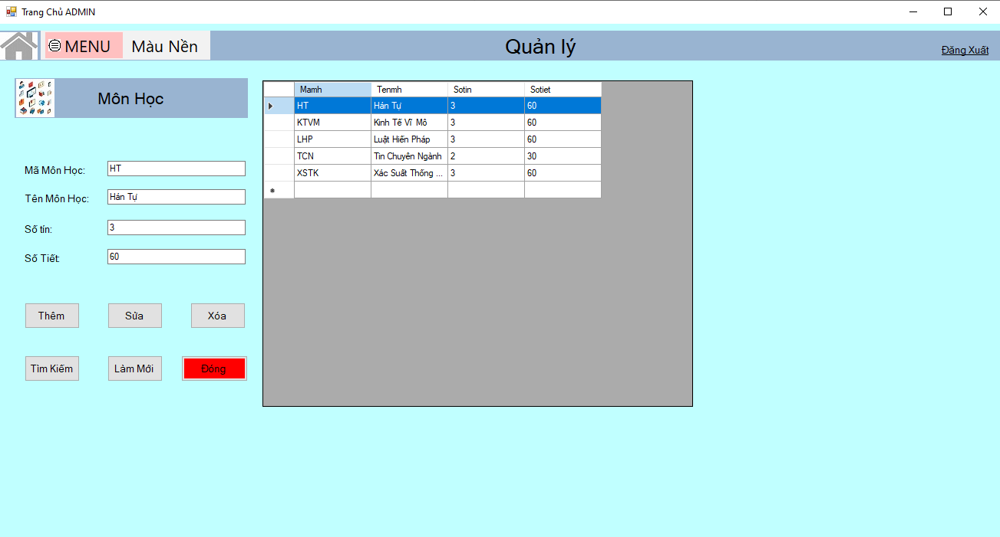 Trang Chủ ADMIN
MENU Màu Nền Quản lý Đăng Xuất
Môn Học
Mã Môn Học: HT
Tên Môn Học: Hán Tự
Số tín: 3
Số Tiết: 60
Thêm Sửa Xóa
Tìm Kiếm Làm Mới Đóng
Mamh Tenmh Sotin Sotiet
HT Hán Tự 3 60
KTVM Kinh Tế Vĩ Mô 3 60
LHP Luật Hiến Pháp 3 60
TCN Tin Chuyên Ngành 2 30
XSTK Xác Suất Thống ... 3 60